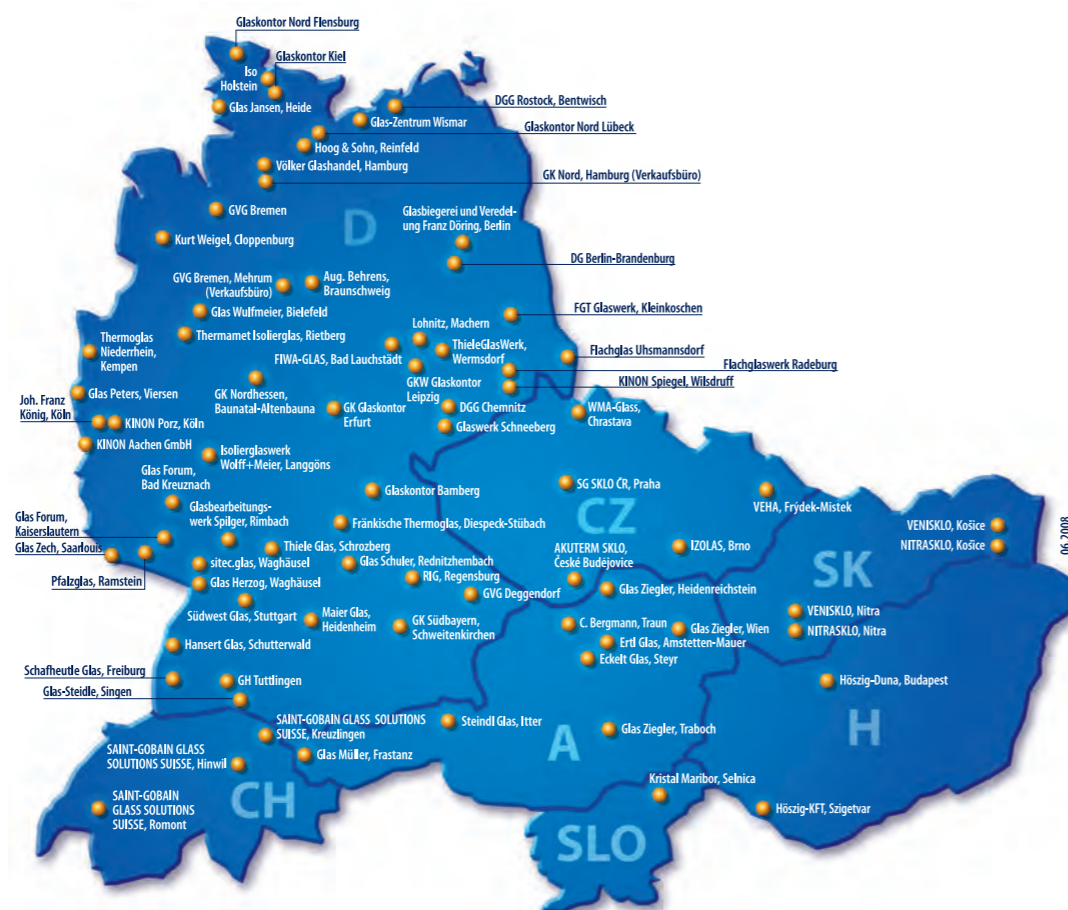 Glaskontor Nord Flensburg
Glaskontor Kiel
Iso
Holstein
Glas Jansen, Heide
DGG Rostock, Bentwisch
Glas-Zentrum Wismar
Glaskontor Nord Lübeck
Hoog & Sohn, Reinfeld
Völker Glashandel, Hamburg
GK Nord, Hamburg (Verkaufsbüro)
GVG Bremen
D
Glasbiegerei und Veredel-
ung Franz Döring, Berlin
Kurt Weigel, Cloppenburg
DG Berlin-Brandenburg
GVG Bremen, Mehrum
(Verkaufsbüro)
Aug. Behrens,
Braunschweig
Glas Wulfmeier, Bielefeld
FGT Glaswerk, Kleinkoschen
Thermoglas
Niederrhein,
Kempen
Thermamet Isolierglas, Rietberg
Lohnitz, Machern
FIWA-GLAS, Bad Lauchstädt
ThieleGlasWerk,
Wermsdorf
Flachglas Uhsmannsdorf
Flachglaswerk Radeburg
GKW Glaskontor
Leipzig
KINON Spiegel, Wilsdruff
Glas Peters, Viersen
GK Nordhessen,
Baunatal-Altenbauna
GK Glaskontor
Erfurt
DGG Chemnitz
WMA-Glass,
Chrastava
Joh. Franz
König, Köln
KINON Porz, Köln
Glaswerk Schneeberg
KINON Aachen GmbH
Isolierglaswerk
Wolff+Meier, Langgöns
Glas Forum,
Bad Kreuznach
Glaskontor Bamberg
SG SKLO ČR, Praha
CZ
VEHA, Frýdek-Mistek
Glasbearbeitungs-
werk Spilger, Rimbach
Fränkische Thermoglas, Diespeck-Stübach
Glas Forum,
Kaiserslautern
VENISKLO, Košice
NITRASKLO, Košice
06.2008
Glas Zech, Saarlouis
Thiele Glas, Schrozberg
IZOLAS, Brno
AKUTERM SKLO,
České Budějovice
SK
Pfalzglas, Ramstein
sitec.glas, Waghäusel
Glas Schuler, Rednitzhembach
RIG, Regensburg
Glas Herzog, Waghäusel
GVG Deggendorf
Glas Ziegler, Heidenreichstein
Südwest Glas, Stuttgart
Maier Glas,
Heidenheim
GK Südbayern,
Schweitenkirchen
C. Bergmann, Traun
Glas Ziegler, Wien
VENISKLO, Nitra
NITRASKLO, Nitra
Ertl Glas, Amstetten-Mauer
Eckelt Glas, Steyr
Hansert Glas, Schutterwald
Schafheutle Glas, Freiburg
GH Tuttlingen
Höszig-Duna, Budapest
Glas-Steidle, Singen
SAINT-GOBAIN GLASS SOLUTIONS
SUISSE, Kreuzlingen
Steindl Glas, Itter
Glas Ziegler, Traboch
A
H
Glas Müller, Frastanz
SAINT-GOBAIN GLASS
SOLUTIONS SUISSE, Hinwil
CH
Kristal Maribor, Selnica
SAINT-GOBAIN
GLASS SOLUTIONS
SUISSE, Romont
Höszig-KFT, Szigetvar
SLO